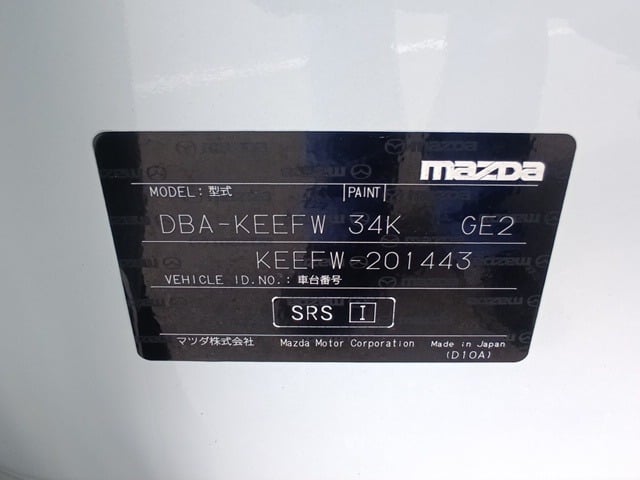 mazda
MODEL: 型式 PAINT
DBA-KEEFW 34K GE2
KEEFW-201443
VEHICLE ID.NO.: 車台番号
SRS I
マツダ株式会社 Mazda Motor Corporation Made in Japan
(D10A)